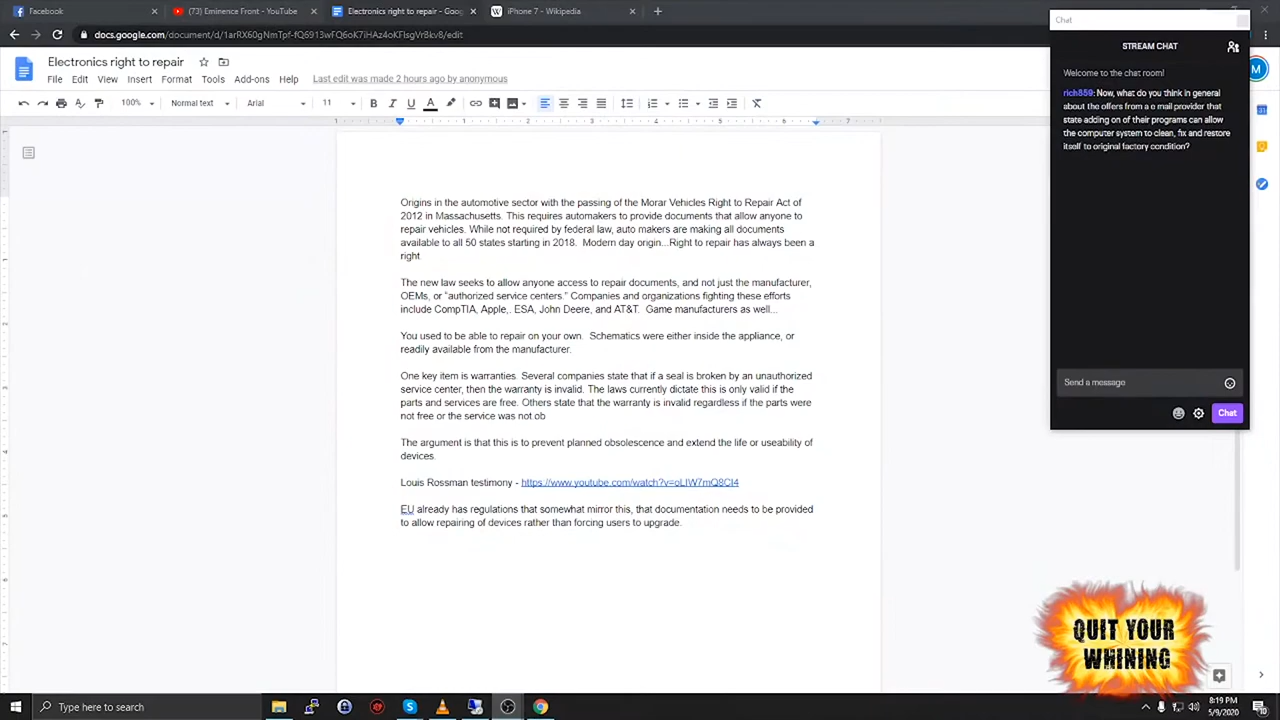 Facebook
(73) Eminence Front - YouTube
Electronics right to repair - Goo
iPhone 7 - Wikipedia
Chat
Electronics right to repair
File Edit View Insert Format Tools Add-ons Help
Last edit was made 2 hours ago by anonymous
100% Normal text Arial 11
Origins in the automotive sector with the passing of the Morar Vehicles Right to Repair Act of
2012 in Massachusetts. This requires automakers to provide documents that allow anyone to
repair vehicles. While not required by federal law, auto makers are making all documents
available to all 50 states starting in 2018. Modern day origin...Right to repair has always been a
right
The new law seeks to allow anyone access to repair documents, and not just the manufacturer,
OEMs, or “authorized service centers.” Companies and organizations fighting these efforts
include CompTIA, Apple,. ESA, John Deere, and AT&T. Game manufacturers as well...
You used to be able to repair on your own. Schematics were either inside the appliance, or
readily available from the manufacturer.
One key item is warranties. Several companies state that if a seal is broken by an unauthorized
service center, then the warranty is invalid. The laws currently dictate this is only valid if the
parts and services are free. Others state that the warranty is invalid regardless if the parts were
not free or the service was not ob
The argument is that this is to prevent planned obsolescence and extend the life or useability of
devices.
Louis Rossman testimony -
EU already has regulations that somewhat mirror this, that documentation needs to be provided
to allow repairing of devices rather than forcing users to upgrade.
STREAM CHAT
Welcome to the chat room!
rich859: Now, what do you think in general
about the offers from a e mail provider that
state adding on of their programs can allow
the computer system to clean, fix and restore
itself to original factory condition?
Send a message
Chat
M
QUIT YOUR
WHINING
Type here to search
8:19 PM
5/9/2020